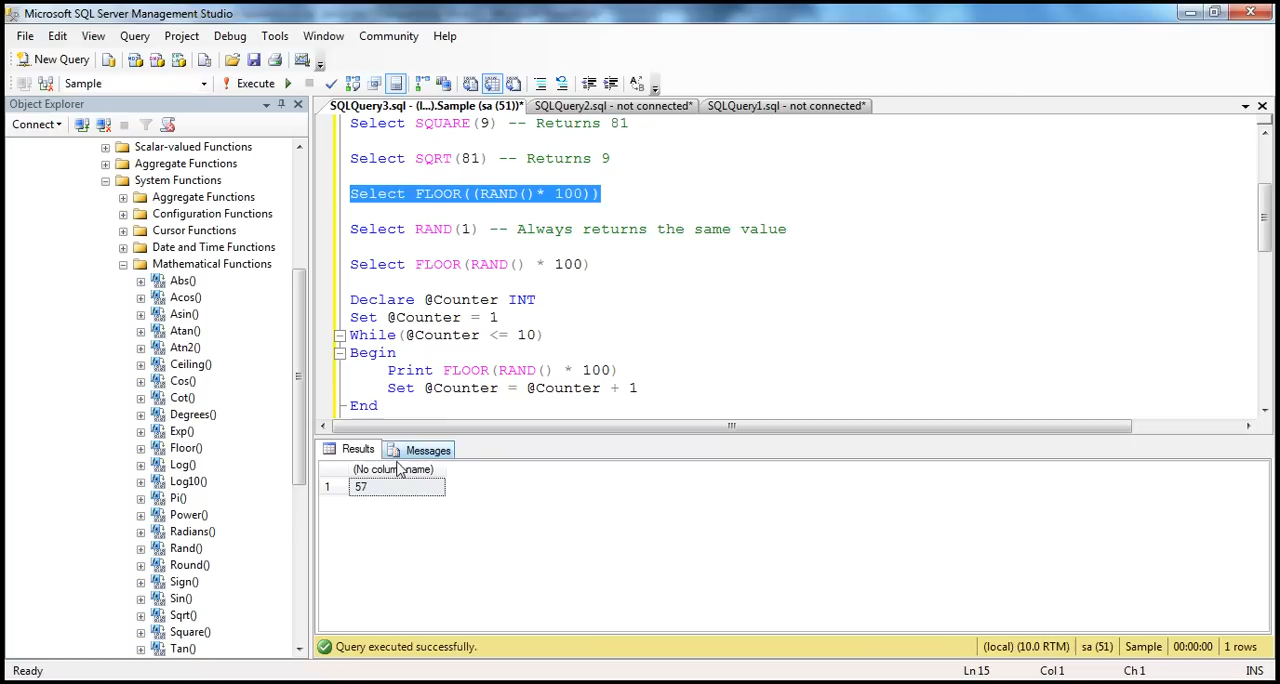 Microsoft SQL Server Management Studio
File Edit View Query Project Debug Tools Window Community Help
New Query
Sample Execute
Object Explorer
Connect
Scalar-valued Functions
Aggregate Functions
System Functions
Aggregate Functions
Configuration Functions
Cursor Functions
Date and Time Functions
Mathematical Functions
Abs()
Acos()
Asin()
Atan()
Atn2()
Ceiling()
Cos()
Cot()
Degrees()
Exp()
Floor()
Log()
Log10()
Pi()
Power()
Radians()
Rand()
Round()
Sign()
Sin()
Sqrt()
Square()
Tan()
SQLQuery3.sql - (l...).Sample (sa (51))* SQLQuery2.sql - not connected* SQLQuery1.sql - not connected*
Select SQUARE(9) -- Returns 81
Select SQRT(81) -- Returns 9
Select FLOOR((RAND()* 100))
Select RAND(1) -- Always returns the same value
Select FLOOR(RAND() * 100)
Declare @Counter INT
Set @Counter = 1
While(@Counter <= 10)
Begin
Print FLOOR(RAND() * 100)
Set @Counter = @Counter + 1
End
Results Messages
(No column name)
1 57
Query executed successfully. (local) (10.0 RTM) sa (51) Sample 00:00:00 1 rows
Ready Ln 15 Col 1 Ch 1 INS